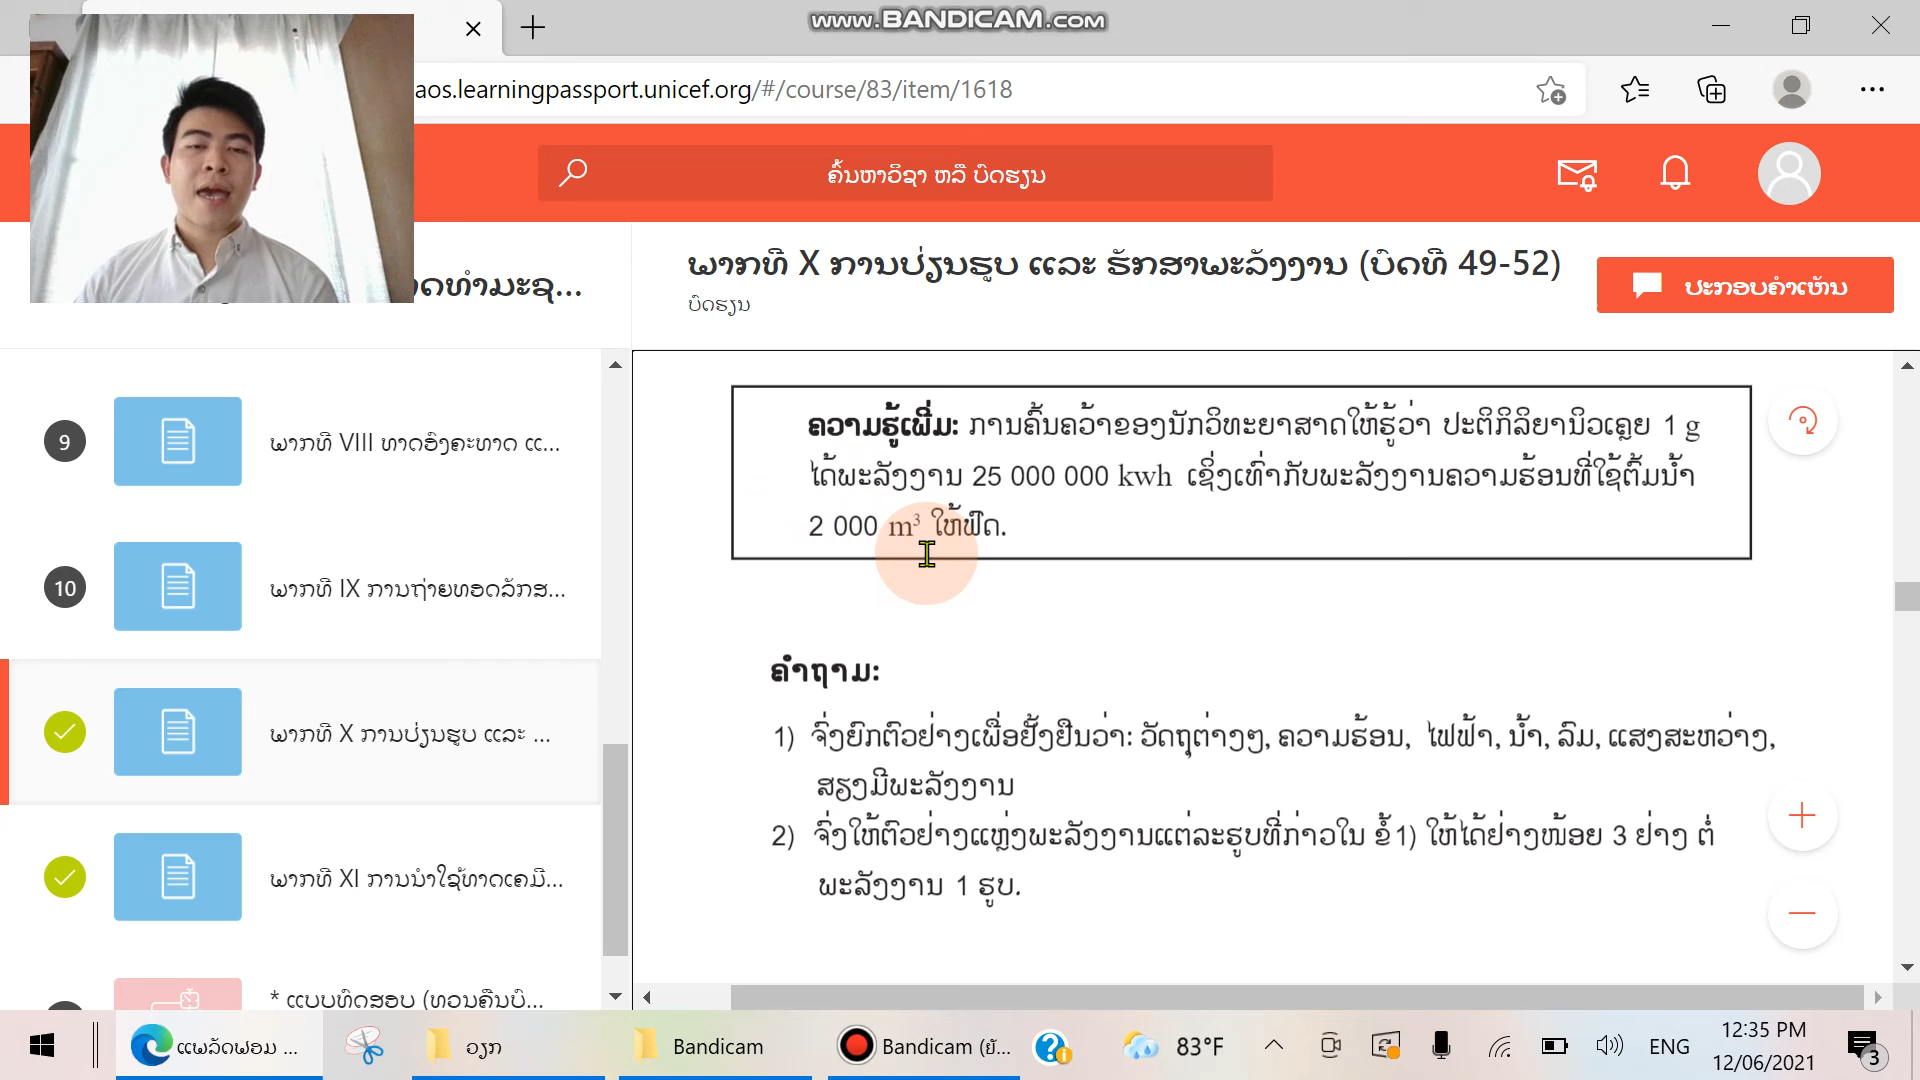 www.BANDICAM.com
aos.learningpassport.unicef.org/#/course/83/item/1618
ຄົ້ນຫາວິຊາ ຫລື ບົດຮຽນ
ດທຳມະຊ...
ພາກທີ X ການປ່ຽນຮູບ ແລະ ຮັກສາພະລັງງານ (ບົດທີ 49-52)
ບົດຮຽນ
ປະກອບຄຳເຫັນ
9
ພາກທີ VIII ທາດອົງຄະທາດ ແ...
10
ພາກທີ IX ການຖ່າຍທອດລັກສ...
ພາກທີ X ການປ່ຽນຮູບ ແລະ ...
ພາກທີ XI ການນຳໃຊ້ທາດເຄມີ...
* ແບບທົດສອບ (ທວນຄືນບົ...
ຄວາມຮູ້ເພີ່ມ: ການຄົ້ນຄວ້າຂອງນັກວິທະຍາສາດໃຫ້ຮູ້ວ່າ ປະຕິກິລິຍານິວເຄຼຍ 1 g
ໄດ້ພະລັງງານ 25 000 000 kwh ເຊິ່ງເທົ່າກັບພະລັງງານຄວາມຮ້ອນທີ່ໃຊ້ຕົ້ມນ້ຳ
2 000 m³ ໃຫ້ຟົດ.
ຄຳຖາມ:
1) ຈົ່ງຍົກຕົວຢ່າງເພື່ອຢັ້ງຢືນວ່າ: ວັດຖຸຕ່າງໆ, ຄວາມຮ້ອນ, ໄຟຟ້າ, ນ້ຳ, ລົມ, ແສງສະຫວ່າງ,
ສຽງມີພະລັງງານ
2) ຈົ່ງໃຫ້ຕົວຢ່າງແຫຼ່ງພະລັງງານແຕ່ລະຮູບທີ່ກ່າວໃນ ຂໍ້ 1) ໃຫ້ໄດ້ຢ່າງໜ້ອຍ 3 ຢ່າງ ຕໍ່
ພະລັງງານ 1 ຮູບ.
ແພລັດຟອມ ...
ວຽກ
Bandicam
Bandicam (ຍັ...
83°F
ENG
12:35 PM
12/06/2021
3